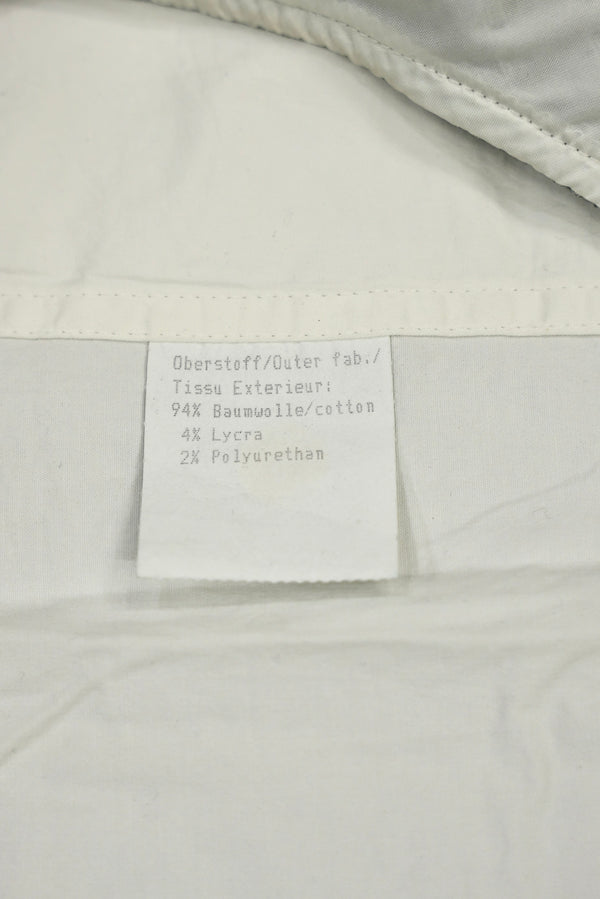 Oberstoff/Outer fab./
Tissu Exterieur:
94% Baumwolle/cotton
4% Lycra
2% Polyurethan